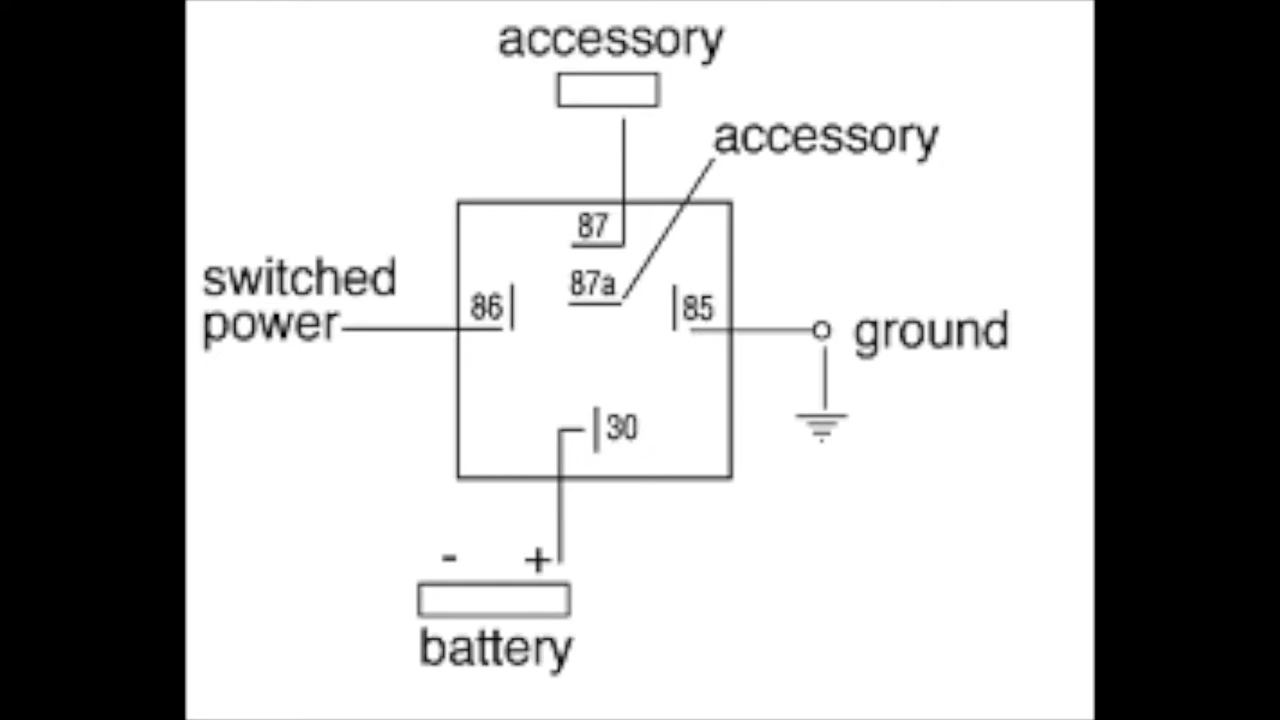 accessory
accessory
87
87a
switched
power
86
85
ground
30
- +
battery